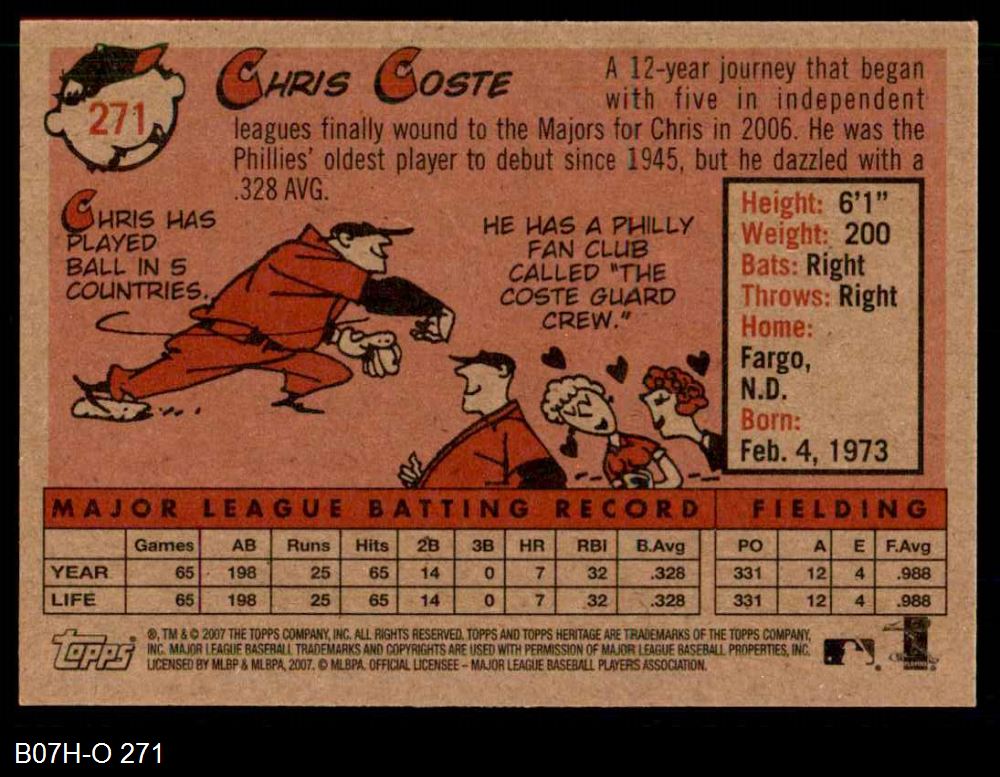 271
CHRIS COSTE
A 12-year journey that began
with five in independent
leagues finally wound to the Majors for Chris in 2006. He was the
Phillies' oldest player to debut since 1945, but he dazzled with a
.328 AVG.
CHRIS HAS
PLAYED
BALL IN 5
COUNTRIES.
HE HAS A PHILLY
FAN CLUB
CALLED "THE
COSTE GUARD
CREW."
Height: 6'1"
Weight: 200
Bats: Right
Throws: Right
Home:
Fargo,
N.D.
Born:
Feb. 4, 1973
MAJOR LEAGUE BATTING RECORD FIELDING
Games AB Runs Hits 2B 3B HR RBI B.Avg PO A E F.Avg
YEAR 65 198 25 65 14 0 7 32 .328 331 12 4 .988
LIFE 65 198 25 65 14 0 7 32 .328 331 12 4 .988
Topps
®, TM & © 2007 THE TOPPS COMPANY, INC. ALL RIGHTS RESERVED. TOPPS AND TOPPS HERITAGE ARE TRADEMARKS OF THE TOPPS COMPANY,
INC. MAJOR LEAGUE BASEBALL TRADEMARKS AND COPYRIGHTS ARE USED WITH PERMISSION OF MAJOR LEAGUE BASEBALL PROPERTIES, INC.
LICENSED BY MLBP & MLBPA, 2007. © MLBPA. OFFICIAL LICENSEE – MAJOR LEAGUE BASEBALL PLAYERS ASSOCIATION.
B07H-O 271